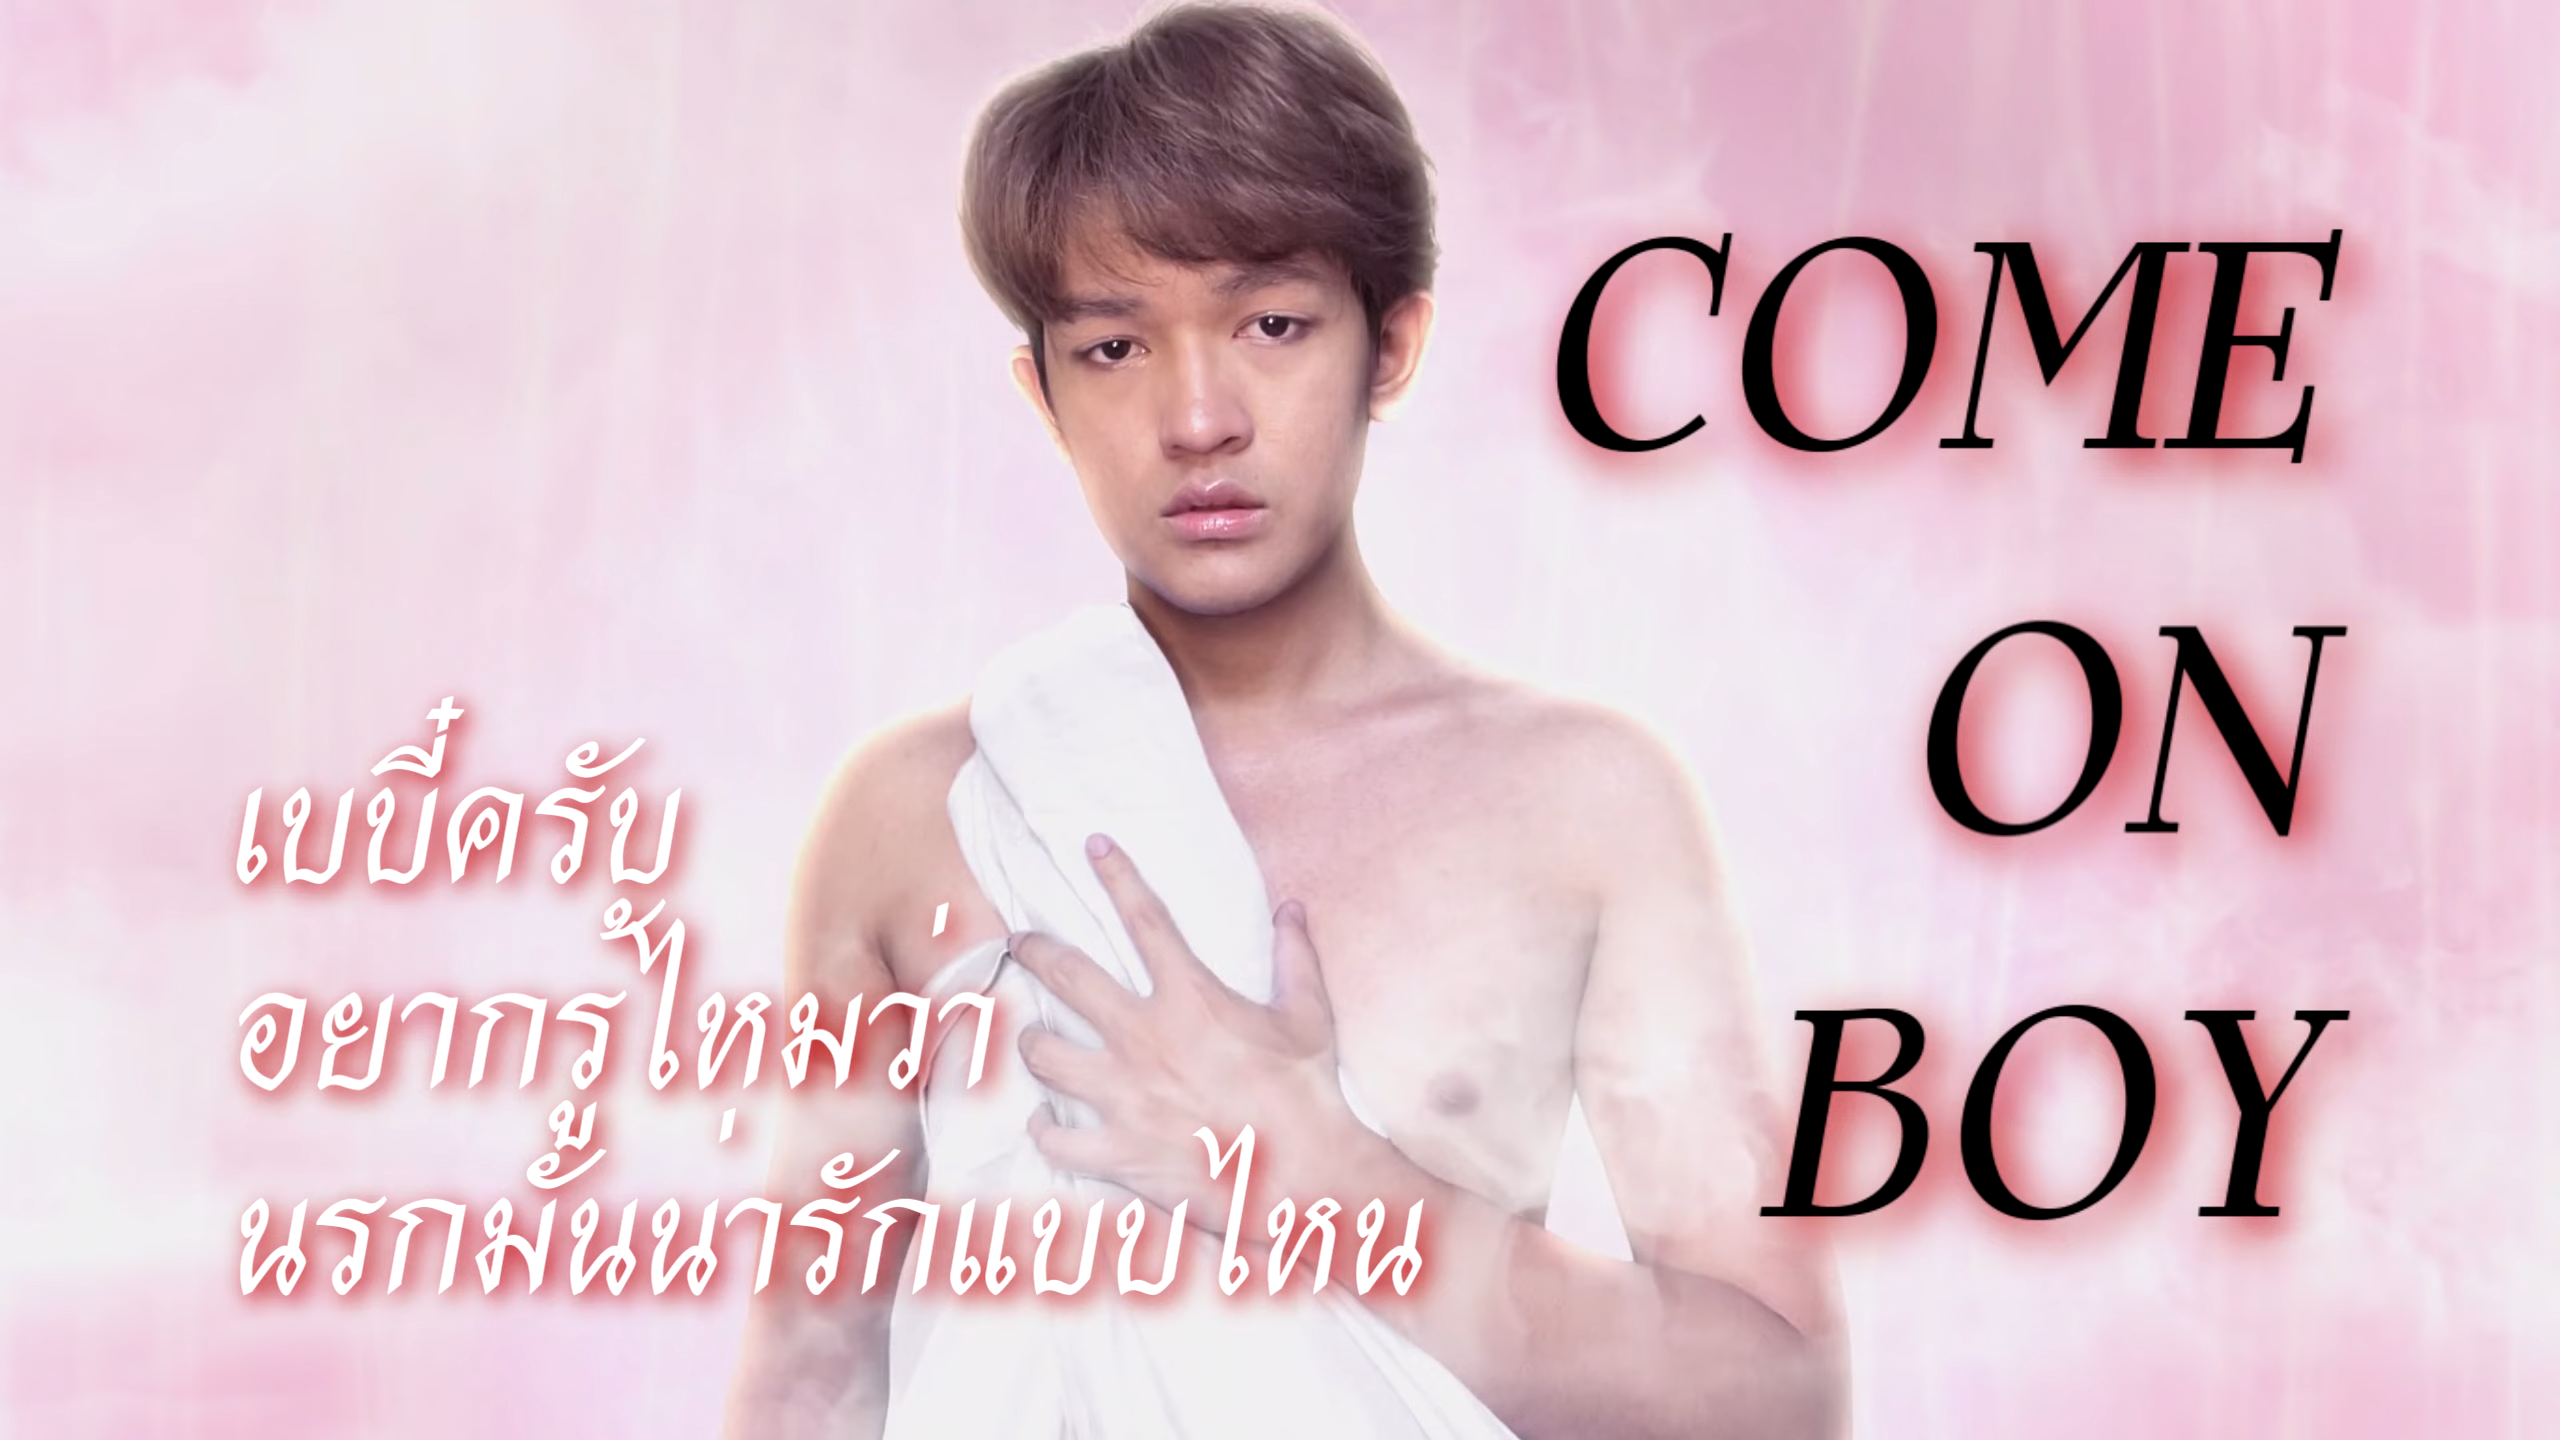 เบบี๋ครับ
อยากรู้ไหมว่า
นรกมันน่ารักแบบไหน
COME
ON
BOY